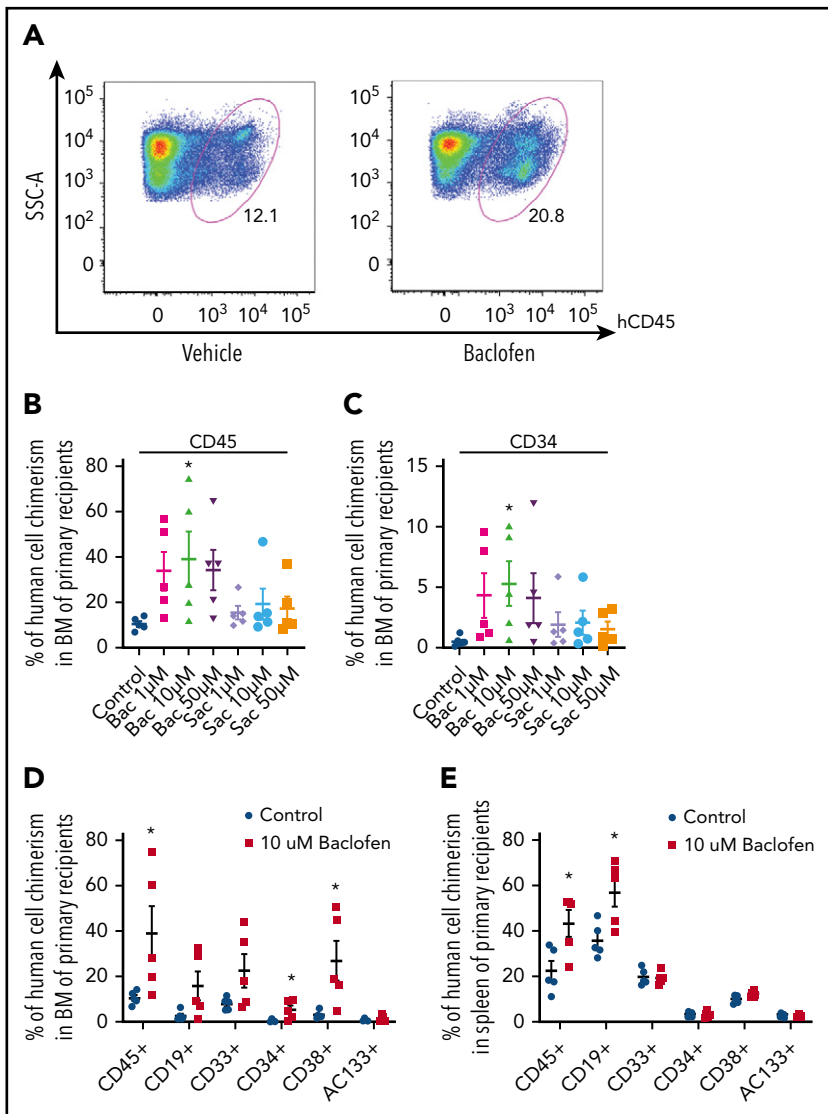 A
SSC-A
10⁵
10⁴
10³
10²
0
12.1
0 10³ 10⁴ 10⁵
Vehicle
10⁵
10⁴
10³
10²
0
20.8
0 10³ 10⁴ 10⁵
Baclofen
hCD45
B
% of human cell chimerism
in BM of primary recipients
CD45
80
60
40
20
0
*
Control
Bac 1μM
Bac 10μM
Bac 50μM
Sac 1μM
Sac 10μM
Sac 50μM
C
% of human cell chimerism
in BM of primary recipients
CD34
15
10
5
0
*
Control
Bac 1μM
Bac 10μM
Bac 50μM
Sac 1μM
Sac 10μM
Sac 50μM
D
% of human cell chimerism
in BM of primary recipients
Control
10 uM Baclofen
80
60
40
20
0
* * *
CD45+
CD19+
CD33+
CD34+
CD38+
AC133+
E
% of human cell chimerism
in spleen of primary recipients
Control
10 uM Baclofen
80
60
40
20
0
* *
CD45+
CD19+
CD33+
CD34+
CD38+
AC133+